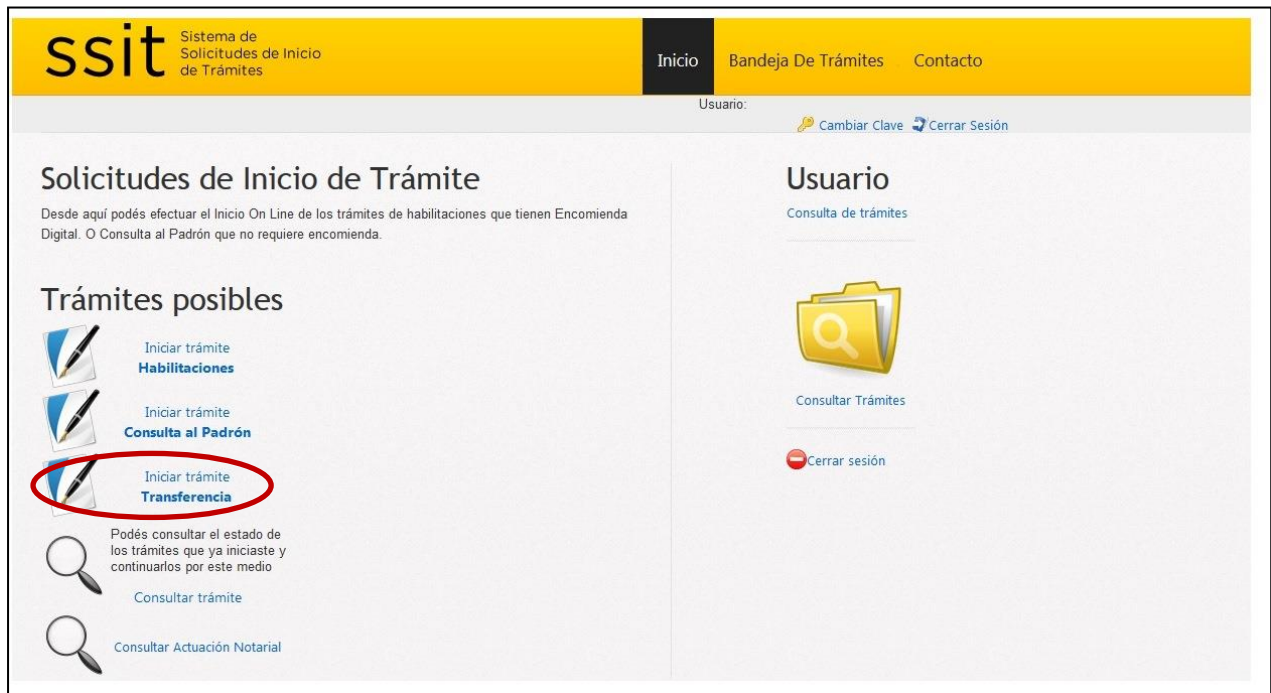 ssit
Sistema de
Solicitudes de Inicio
de Trámites
Inicio
Bandeja De Trámites
Contacto
Usuario:
Cambiar Clave
Cerrar Sesión
Solicitudes de Inicio de Trámite
Desde aquí podés efectuar el Inicio On Line de los trámites de habilitaciones que tienen Encomienda
Digital. O Consulta al Padrón que no requiere encomienda.
Trámites posibles
Iniciar trámite
Habilitaciones
Iniciar trámite
Consulta al Padrón
Iniciar trámite
Transferencia
Podés consultar el estado de
los trámites que ya iniciaste y
continuarlos por este medio
Consultar trámite
Consultar Actuación Notarial
Usuario
Consulta de trámites
Consultar Trámites
Cerrar sesión